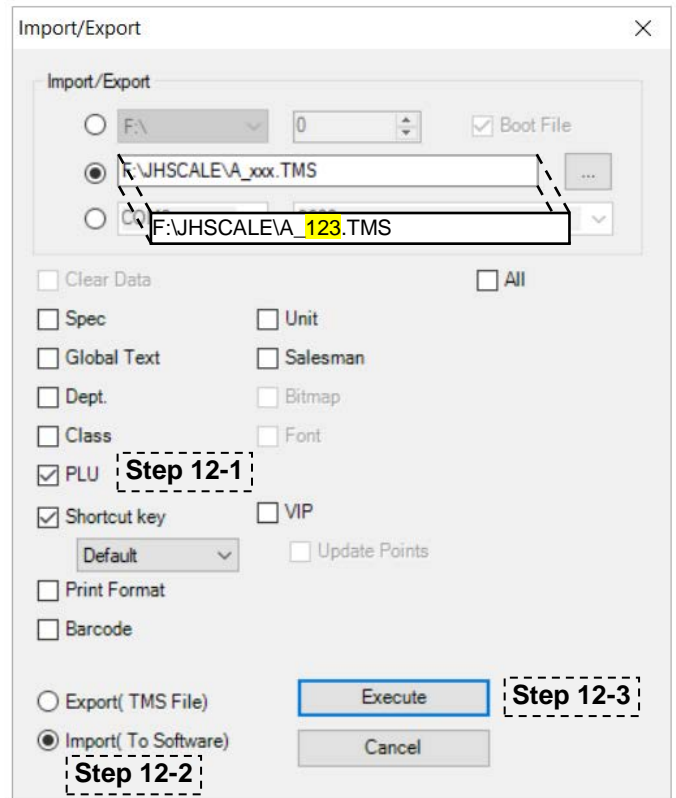 Import/Export
Import/Export
F:\ 0 Boot File
F:\JHSCALE\A_xxx.TMS ...
F:\JHSCALE\A_123.TMS
Clear Data All
Spec Unit
Global Text Salesman
Dept. Bitmap
Class Font
PLU Step 12-1
Shortcut key VIP
Default Update Points
Print Format
Barcode
Export( TMS File) Execute Step 12-3
Import( To Software) Cancel
Step 12-2